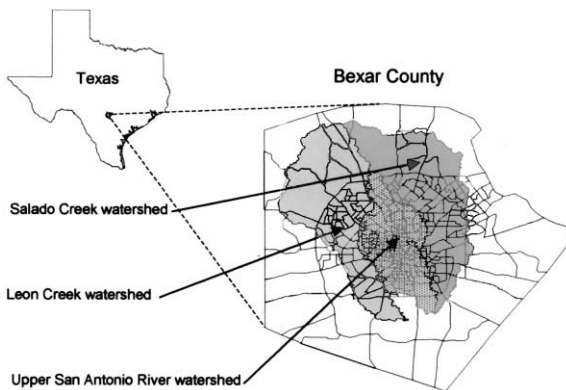 Texas
Bexar County
Salado Creek watershed
Leon Creek watershed
Upper San Antonio River watershed